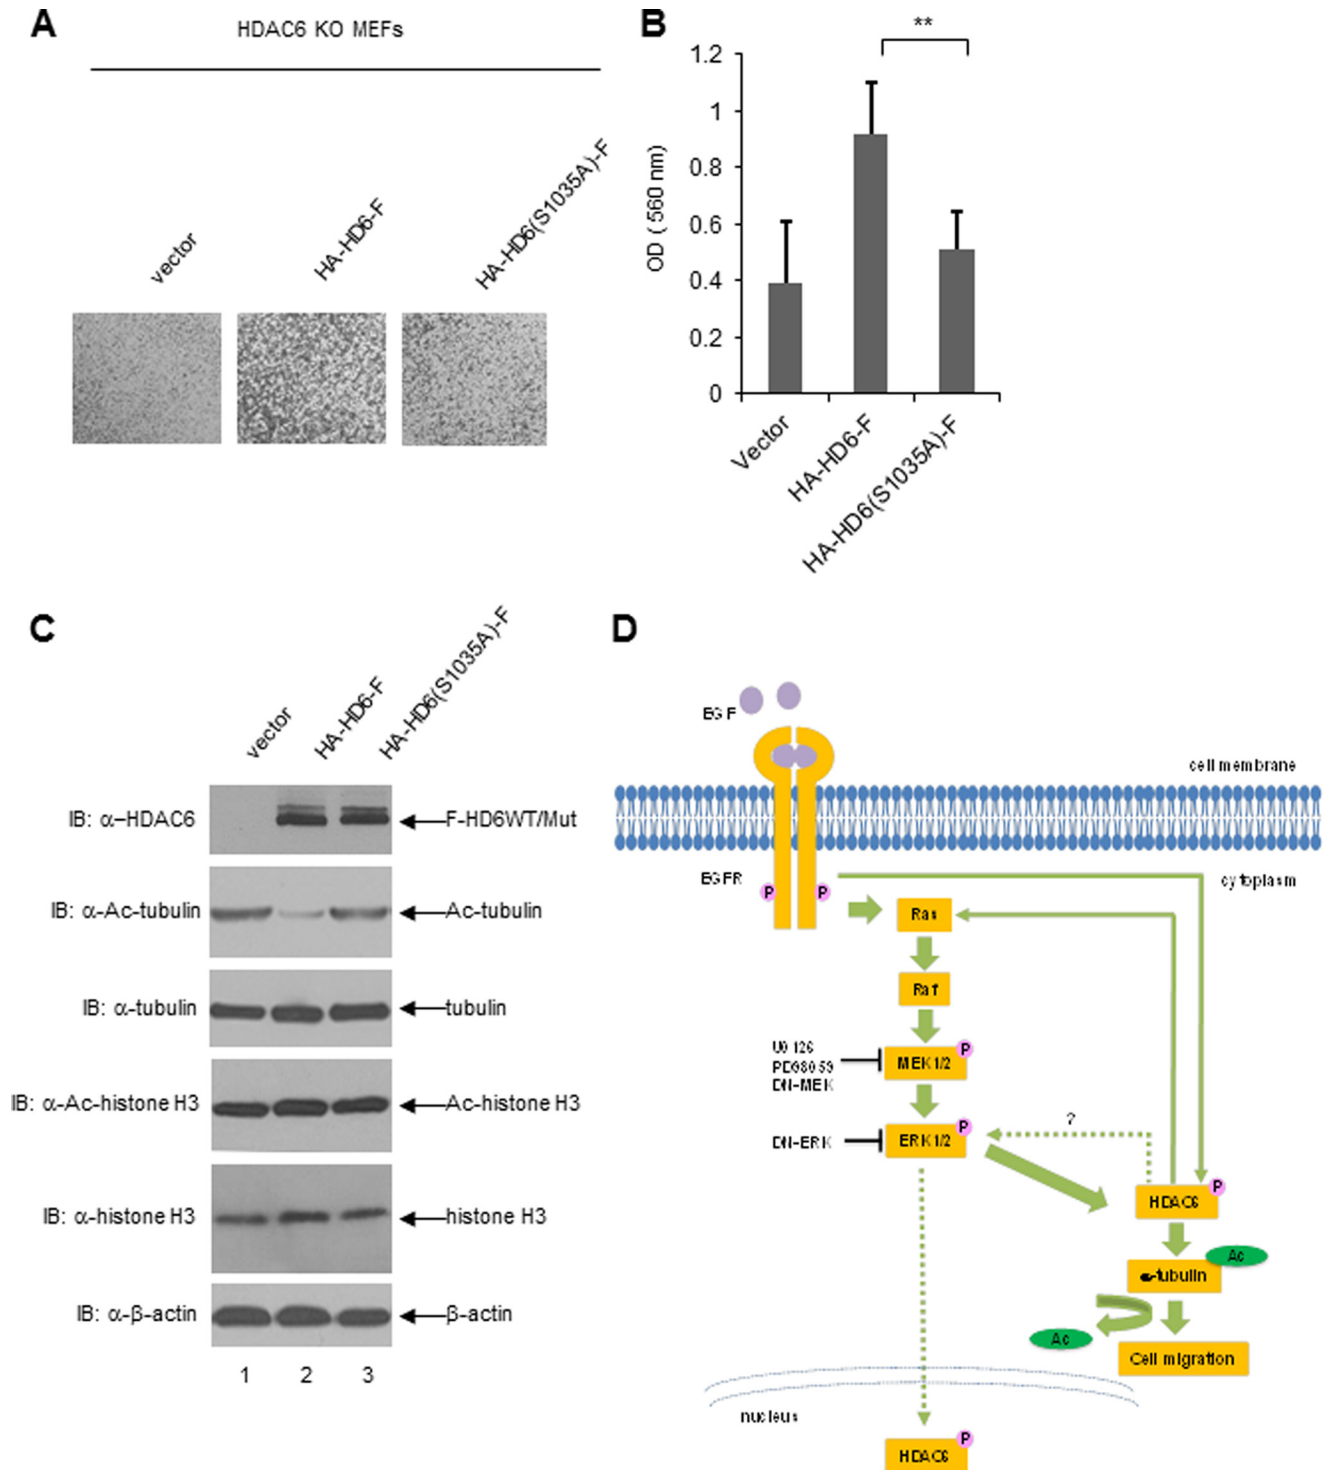 A
HDAC6 KO MEFs
vector
HA-HD6-F
HA-HD6(S1035A)-F
B
**
1.2
1
0.8
0.6
0.4
0.2
0
OD ( 560 nm)
Vector
HA-HD6-F
HA-HD6(S1035A)-F
C
vector
HA-HD6-F
HA-HD6(S1035A)-F
IB: α–HDAC6
F-HD6WT/Mut
IB: α-Ac-tubulin
Ac-tubulin
IB: α-tubulin
tubulin
IB: α-Ac-histone H3
Ac-histone H3
IB: α-histone H3
histone H3
IB: α-β-actin
β-actin
1 2 3
D
EGF
cell membrane
EGFR
P P
cytoplasm
Ras
Raf
U0126
PD98059
DN-MEK
MEK1/2
P
DN-ERK
ERK1/2
P
?
HDAC6
P
Ac
α-tubulin
Ac
Cell migration
nucleus
HDAC6
P